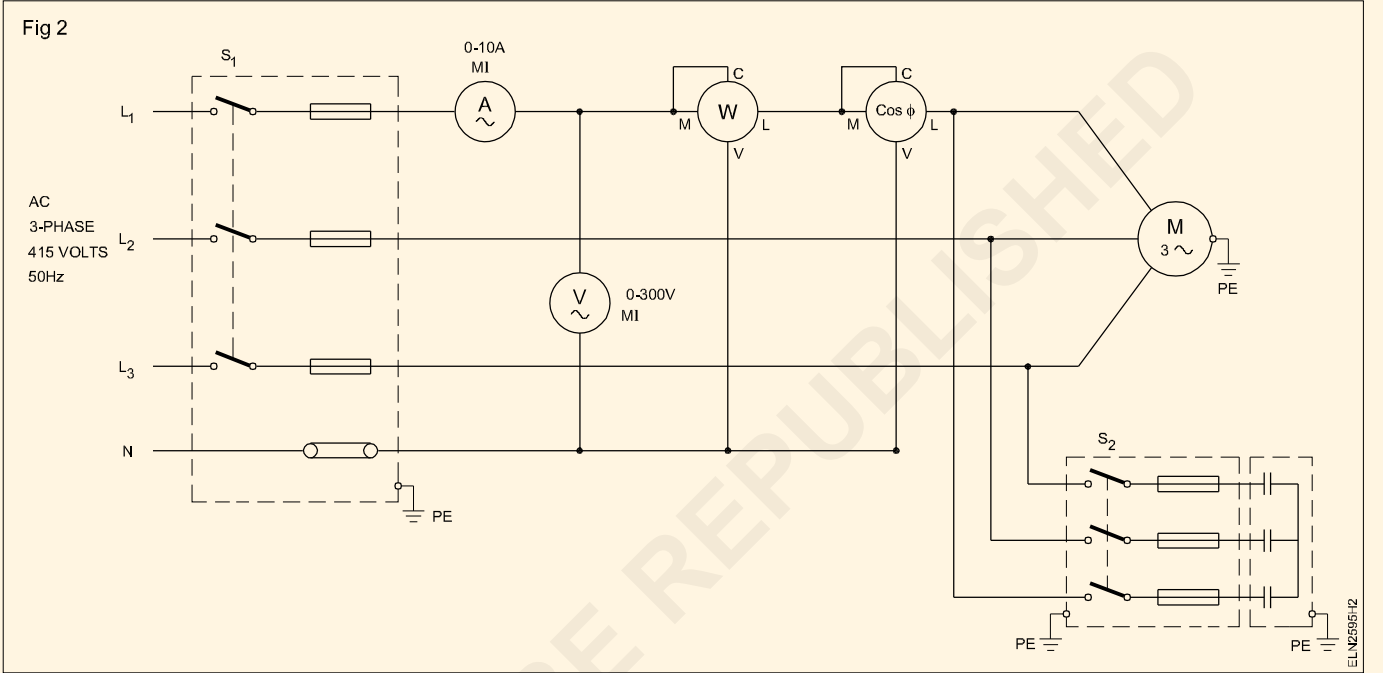 Fig 2
S1
0-10A
MI
A
C
W
M
L
V
C
Cos ϕ
M
L
V
L1
AC
3-PHASE
415 VOLTS
50Hz
L2
M
3
PE
V
0-300V
MI
L3
N
PE
S2
PE
PE
ELN2595H2
BE REPUBLISHED